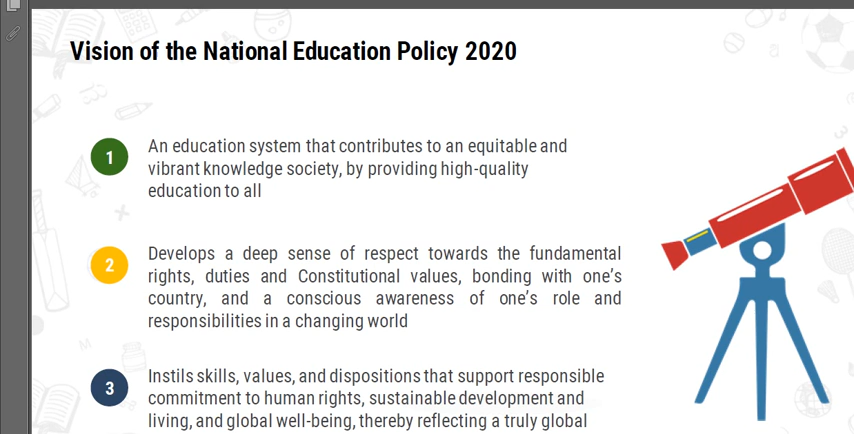 Vision of the National Education Policy 2020
1
An education system that contributes to an equitable and
vibrant knowledge society, by providing high-quality
education to all
2
Develops a deep sense of respect towards the fundamental
rights, duties and Constitutional values, bonding with one’s
country, and a conscious awareness of one’s role and
responsibilities in a changing world
3
Instils skills, values, and dispositions that support responsible
commitment to human rights, sustainable development and
living, and global well-being, thereby reflecting a truly global